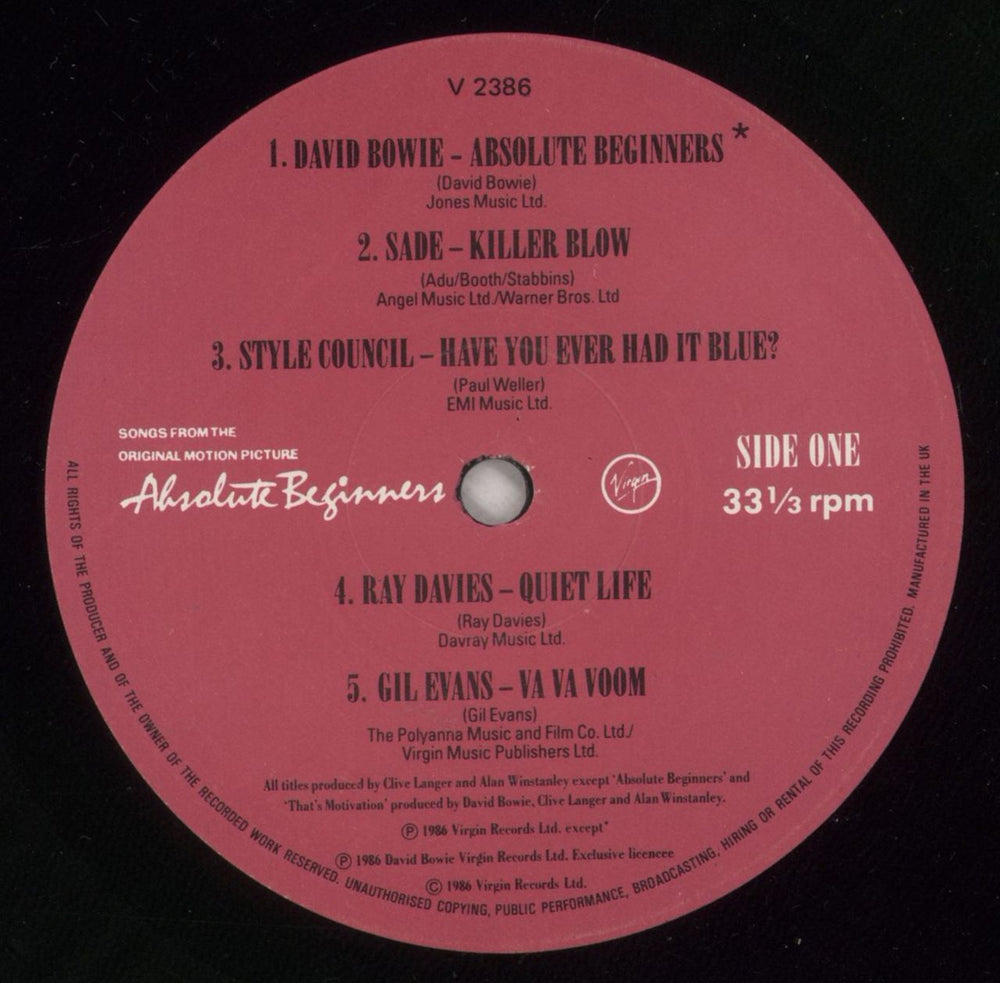 V 2386
1. DAVID BOWIE – ABSOLUTE BEGINNERS *
(David Bowie)
Jones Music Ltd.
2. SADE – KILLER BLOW
(Adu/Booth/Stabbins)
Angel Music Ltd./Warner Bros. Ltd
3. STYLE COUNCIL – HAVE YOU EVER HAD IT BLUE?
(Paul Weller)
EMI Music Ltd.
SONGS FROM THE
ORIGINAL MOTION PICTURE
Absolute Beginners
Virgin
SIDE ONE
33⅓ rpm
4. RAY DAVIES – QUIET LIFE
(Ray Davies)
Davray Music Ltd.
5. GIL EVANS – VA VA VOOM
(Gil Evans)
The Polyanna Music and Film Co. Ltd./
Virgin Music Publishers Ltd.
All titles produced by Clive Langer and Alan Winstanley except 'Absolute Beginners' and
'That's Motivation' produced by David Bowie, Clive Langer and Alan Winstanley.
℗ 1986 Virgin Records Ltd. except*
℗ 1986 David Bowie Virgin Records Ltd. Exclusive licencee
© 1986 Virgin Records Ltd.
ALL RIGHTS OF THE PRODUCER AND OF THE OWNER OF THE RECORDED WORK RESERVED. UNAUTHORISED COPYING, PUBLIC PERFORMANCE, BROADCASTING, HIRING OR RENTAL OF THIS RECORDING PROHIBITED. MANUFACTURED IN THE UK